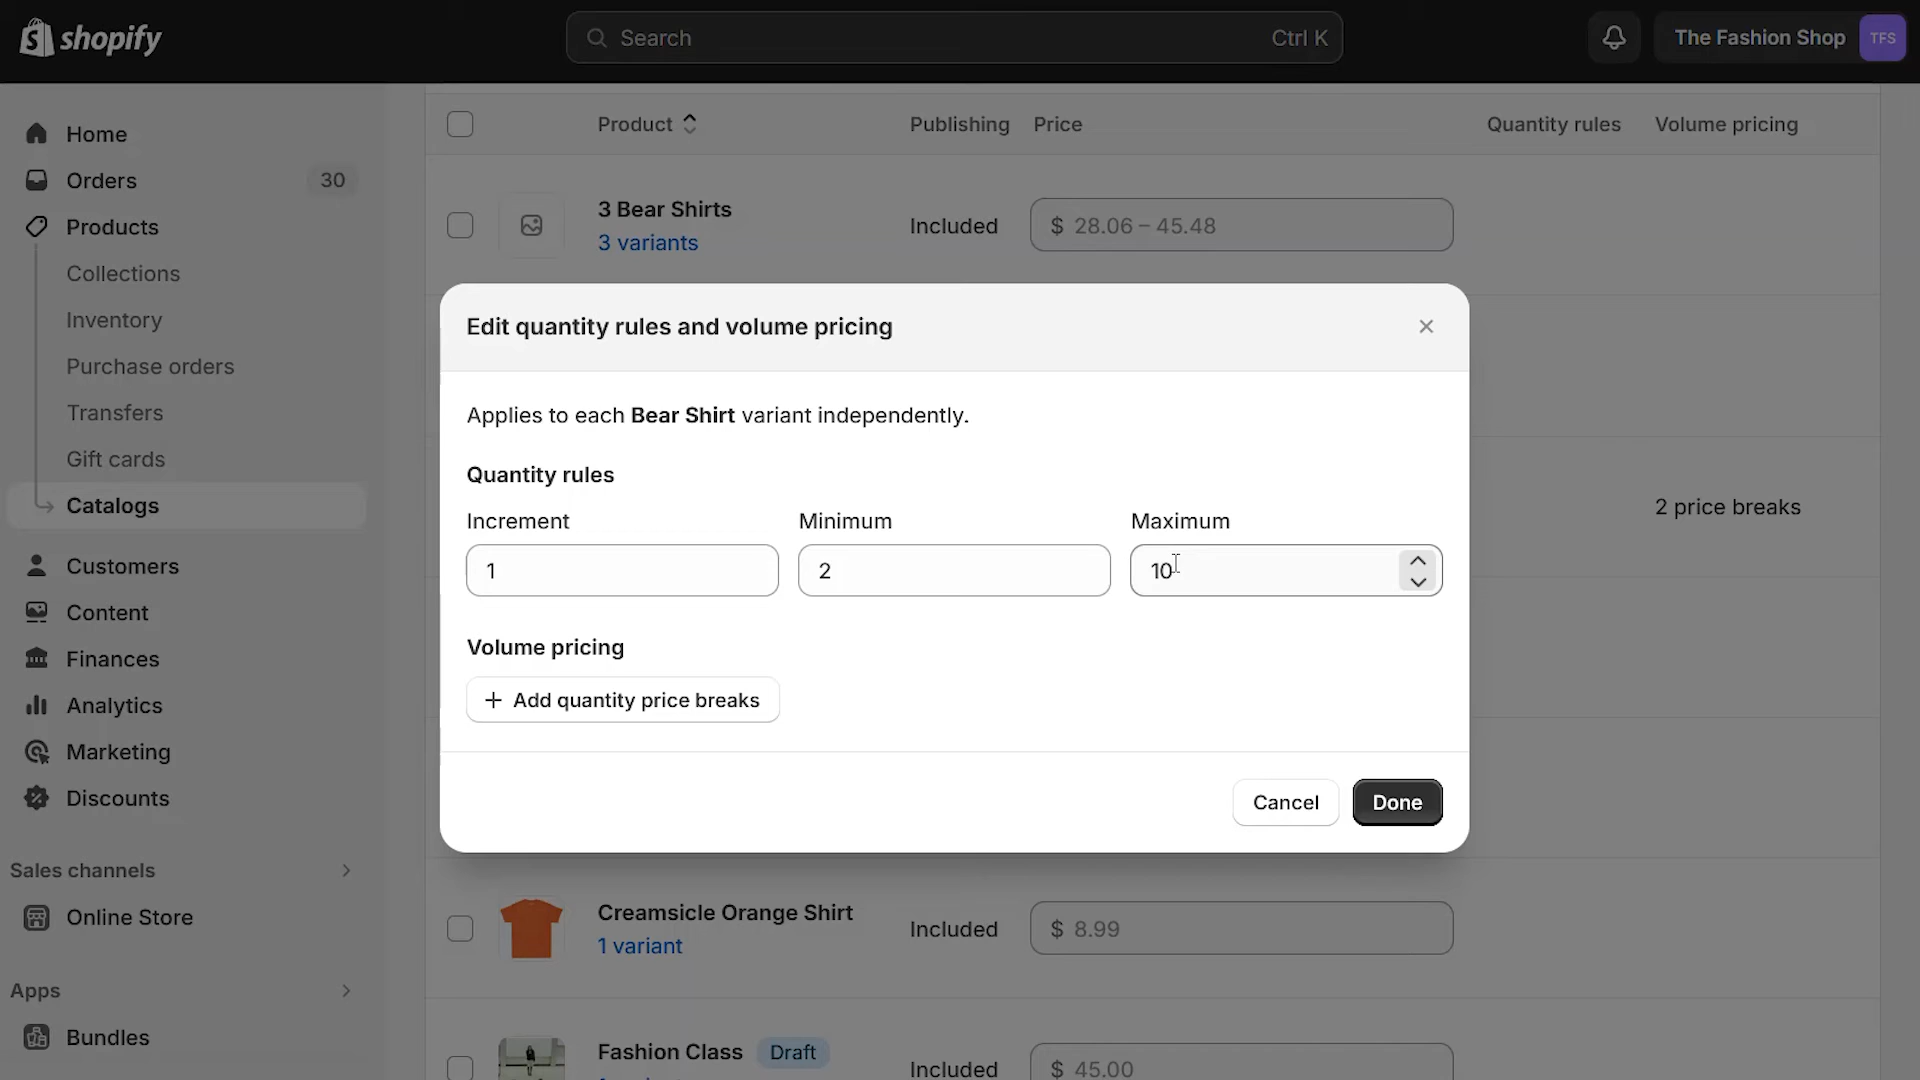 shopify
Search Ctrl K
The Fashion Shop TFS
Home
Orders 30
Products
Collections
Inventory
Purchase orders
Transfers
Gift cards
Catalogs
Customers
Content
Finances
Analytics
Marketing
Discounts
Sales channels
Online Store
Apps
Bundles
Product Publishing Price Quantity rules Volume pricing
3 Bear Shirts
3 variants
Included
$ 28.06 – 45.48
2 price breaks
Edit quantity rules and volume pricing
Applies to each Bear Shirt variant independently.
Quantity rules
Increment Minimum Maximum
1 2 10
Volume pricing
Add quantity price breaks
Cancel Done
Creamsicle Orange Shirt
1 variant
Included
$ 8.99
Fashion Class Draft
Included
$ 45.00